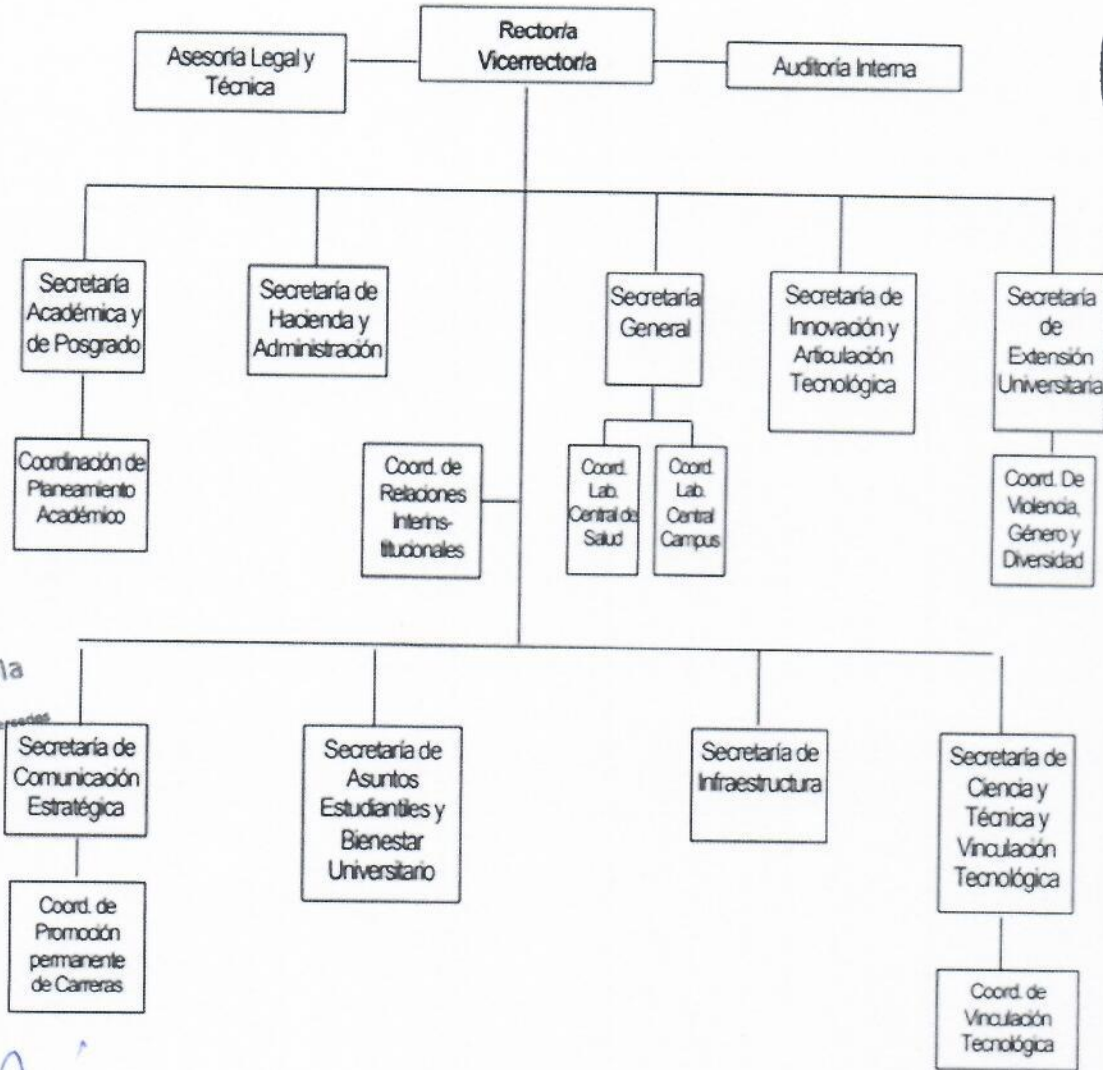 Rector/a
Vicerrector/a
Asesoría Legal y
Técnica
Auditoría Interna
Secretaría
Académica y
de Posgrado
Secretaría de
Hacienda y
Administración
Secretaría
General
Secretaría de
Innovación y
Articulación
Tecnológica
Secretaría
de
Extensión
Universitaria
Coordinación de
Planeamiento
Académico
Coord. de
Relaciones
Interins-
titucionales
Coord.
Lab.
Central de
Salud
Coord.
Lab.
Central
Campus
Coord. De
Violencia,
Género y
Diversidad
Secretaría de
Comunicación
Estratégica
Secretaría de
Asuntos
Estudiantiles y
Bienestar
Universitario
Secretaría de
Infraestructura
Secretaría de
Ciencia y
Técnica y
Vinculación
Tecnológica
Coord. de
Promoción
permanente
de Carreras
Coord. de
Vinculación
Tecnológica